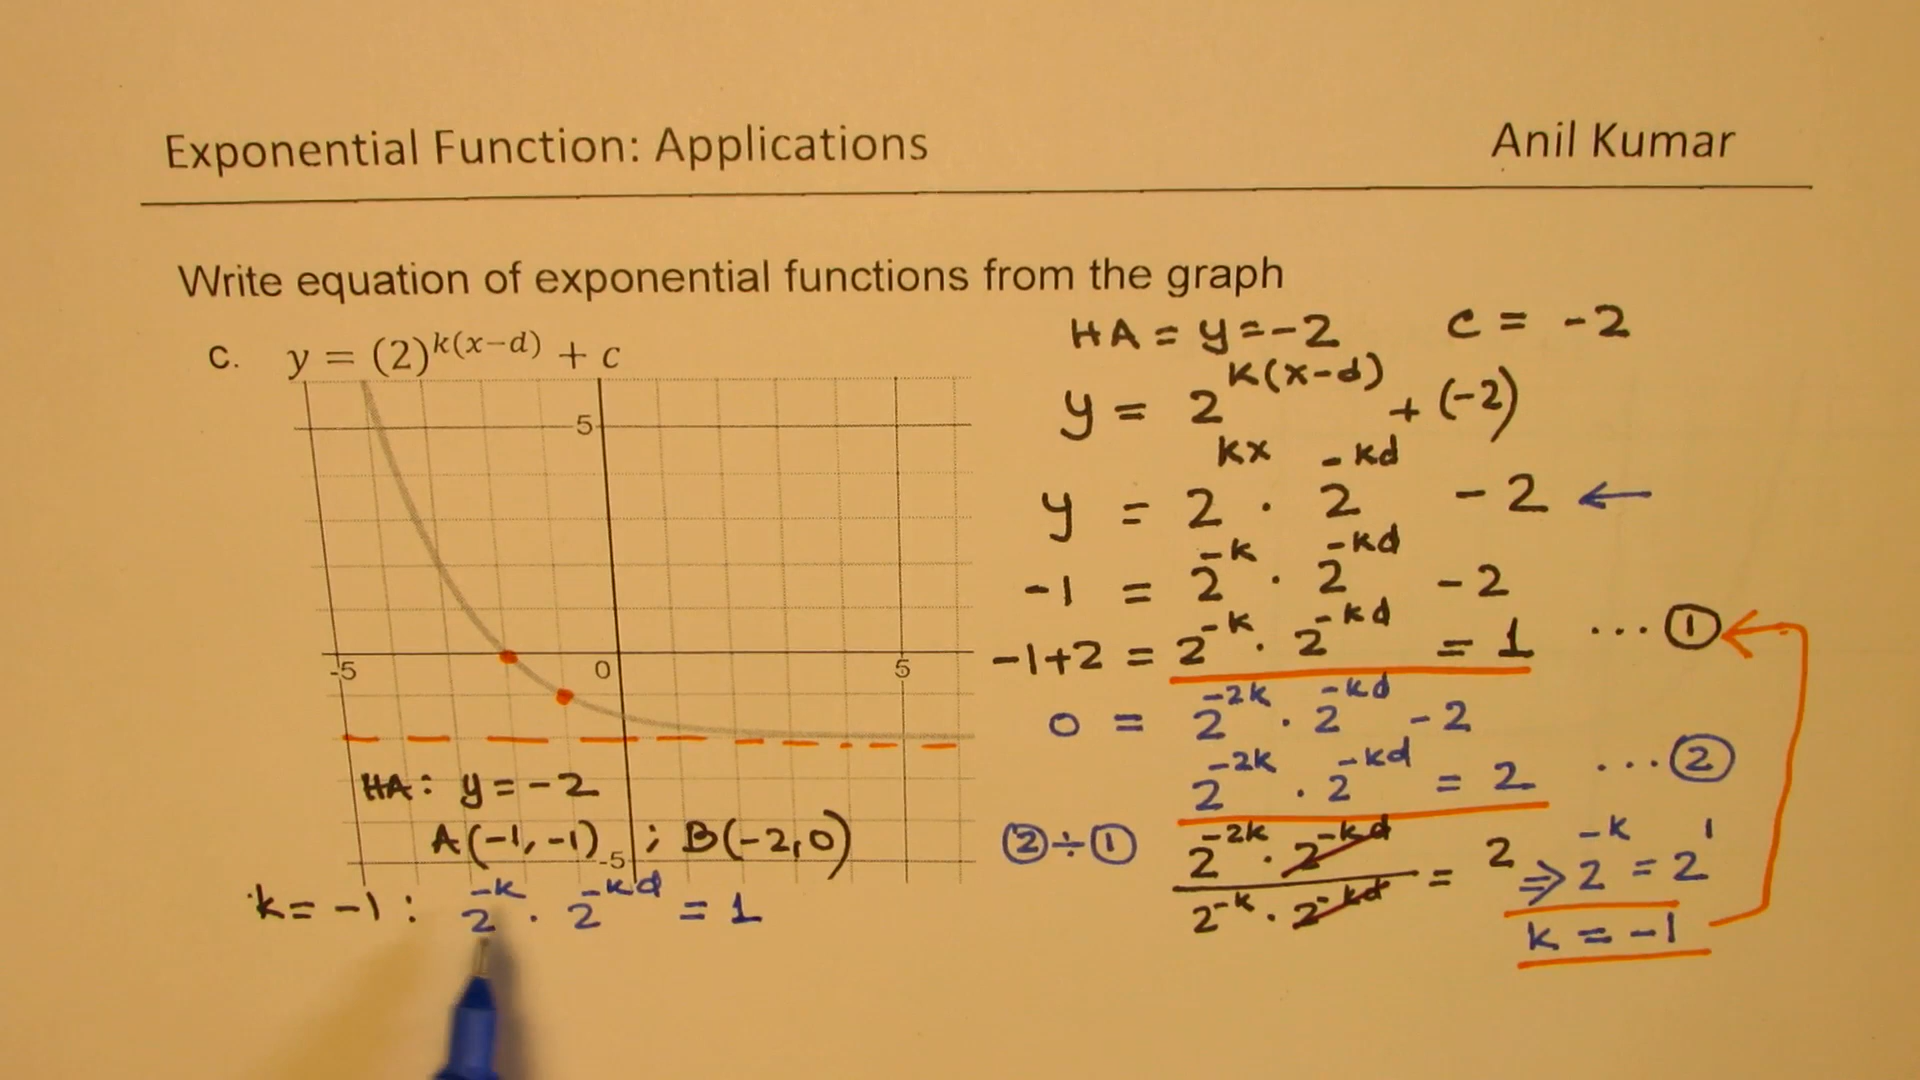 Exponential Function: Applications
Anil Kumar
Write equation of exponential functions from the graph
c. y = (2)^{k(x-d)} + c
5
-5 0 5
-5
HA: y = -2
A(-1, -1) ; B(-2, 0)
k = -1 : 2^{-k} · 2^{-kd} = 1
HA = y = -2 c = -2
y = 2^{k(x-d)} + (-2)
y = 2^{kx} · 2^{-kd} - 2 ←
-1 = 2^{-k} · 2^{-kd} - 2
-1+2 = 2^{-k} · 2^{-kd} = 1 ... ①
0 = 2^{-2k} · 2^{-kd} - 2
2^{-2k} · 2^{-kd} = 2 ... ②
② ÷ ① 2^{-2k} · 2^{-kd} / 2^{-k} · 2^{-kd} = 2 ⇒ 2^{-k} = 2^1
k = -1